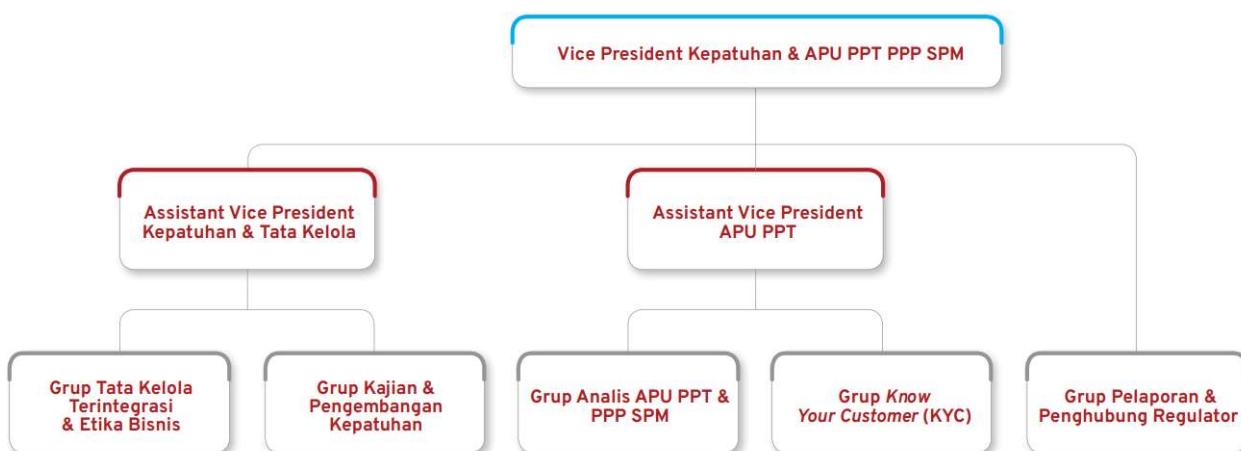 Vice President Kepatuhan & APU PPT PPP SPM
Assistant Vice President
Kepatuhan & Tata Kelola
Assistant Vice President
APU PPT
Grup Tata Kelola
Terintegrasi
& Etika Bisnis
Grup Kajian &
Pengembangan
Kepatuhan
Grup Analis APU PPT &
PPP SPM
Grup Know
Your Customer (KYC)
Grup Pelaporan &
Penghubung Regulator